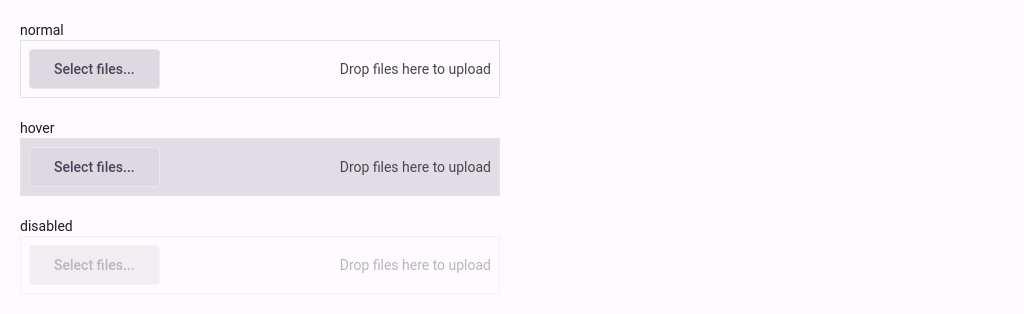 normal
Select files... Drop files here to upload
hover
Select files... Drop files here to upload
disabled
Select files... Drop files here to upload